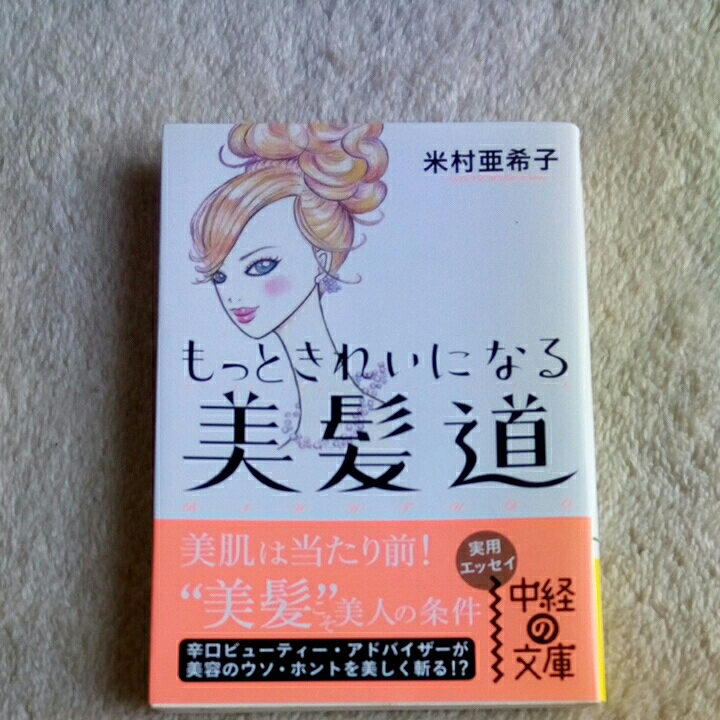 米村亜希子
もっときれいになる
美髪道
BIHATSUDO
美肌は当たり前!
“美髪”こそ美人の条件
実用
エッセイ
中経
の
文庫
辛口ビューティー・アドバイザーが
美容のウソ・ホントを美しく斬る!?